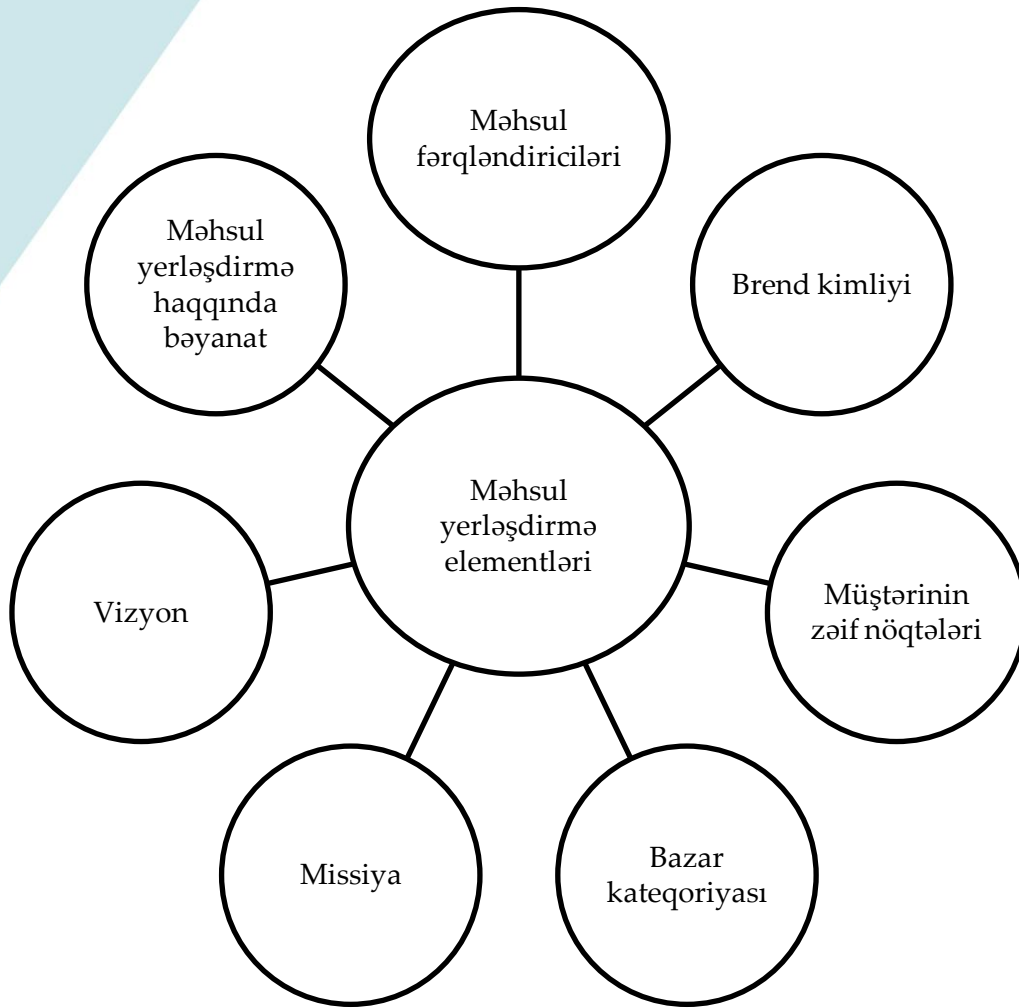 Məhsul
fərqləndiriciləri
Məhsul
yerləşdirmə
haqqında
bəyanat
Brend kimliyi
Məhsul
yerləşdirmə
elementləri
Vizyon
Müştərinin
zəif nöqtələri
Missiya
Bazar
kateqoriyası